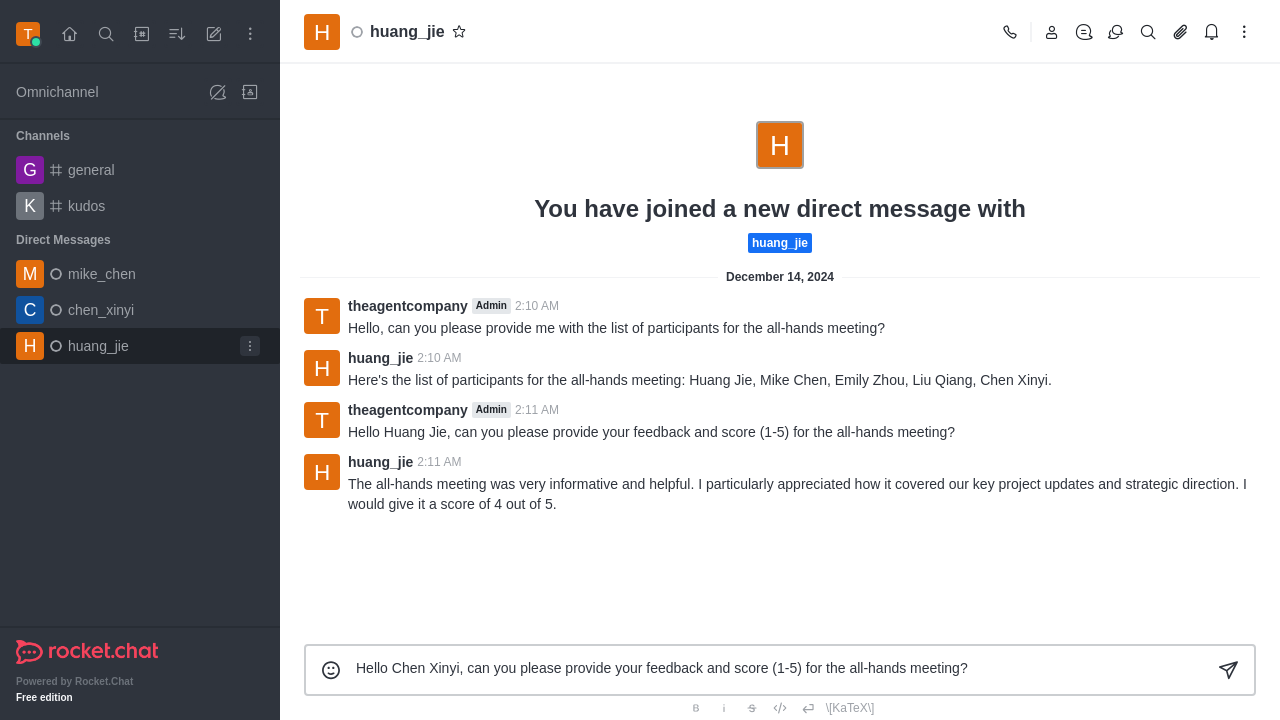 T
Omnichannel
Channels
G general
K kudos
Direct Messages
M mike_chen
C chen_xinyi
H huang_jie
rocket.chat
Powered by Rocket.Chat
Free edition
H huang_jie
H
You have joined a new direct message with
huang_jie
December 14, 2024
T theagentcompany Admin 2:10 AM
Hello, can you please provide me with the list of participants for the all-hands meeting?
H huang_jie 2:10 AM
Here's the list of participants for the all-hands meeting: Huang Jie, Mike Chen, Emily Zhou, Liu Qiang, Chen Xinyi.
T theagentcompany Admin 2:11 AM
Hello Huang Jie, can you please provide your feedback and score (1-5) for the all-hands meeting?
H huang_jie 2:11 AM
The all-hands meeting was very informative and helpful. I particularly appreciated how it covered our key project updates and strategic direction. I
would give it a score of 4 out of 5.
Hello Chen Xinyi, can you please provide your feedback and score (1-5) for the all-hands meeting?
B i S \[KaTeX\]